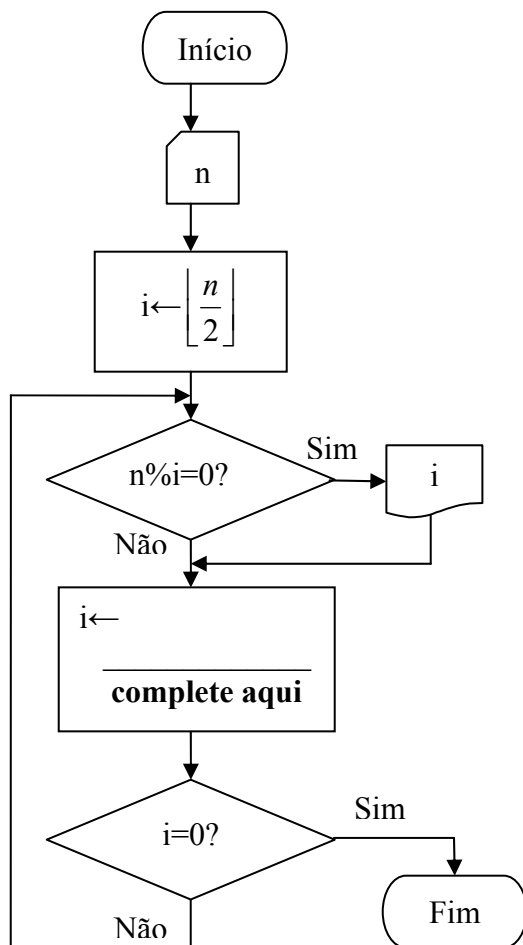 Início
n
i←⌊n/2⌋
n%i=0?
Sim
i
Não
i←
complete aqui
i=0?
Sim
Não
Fim